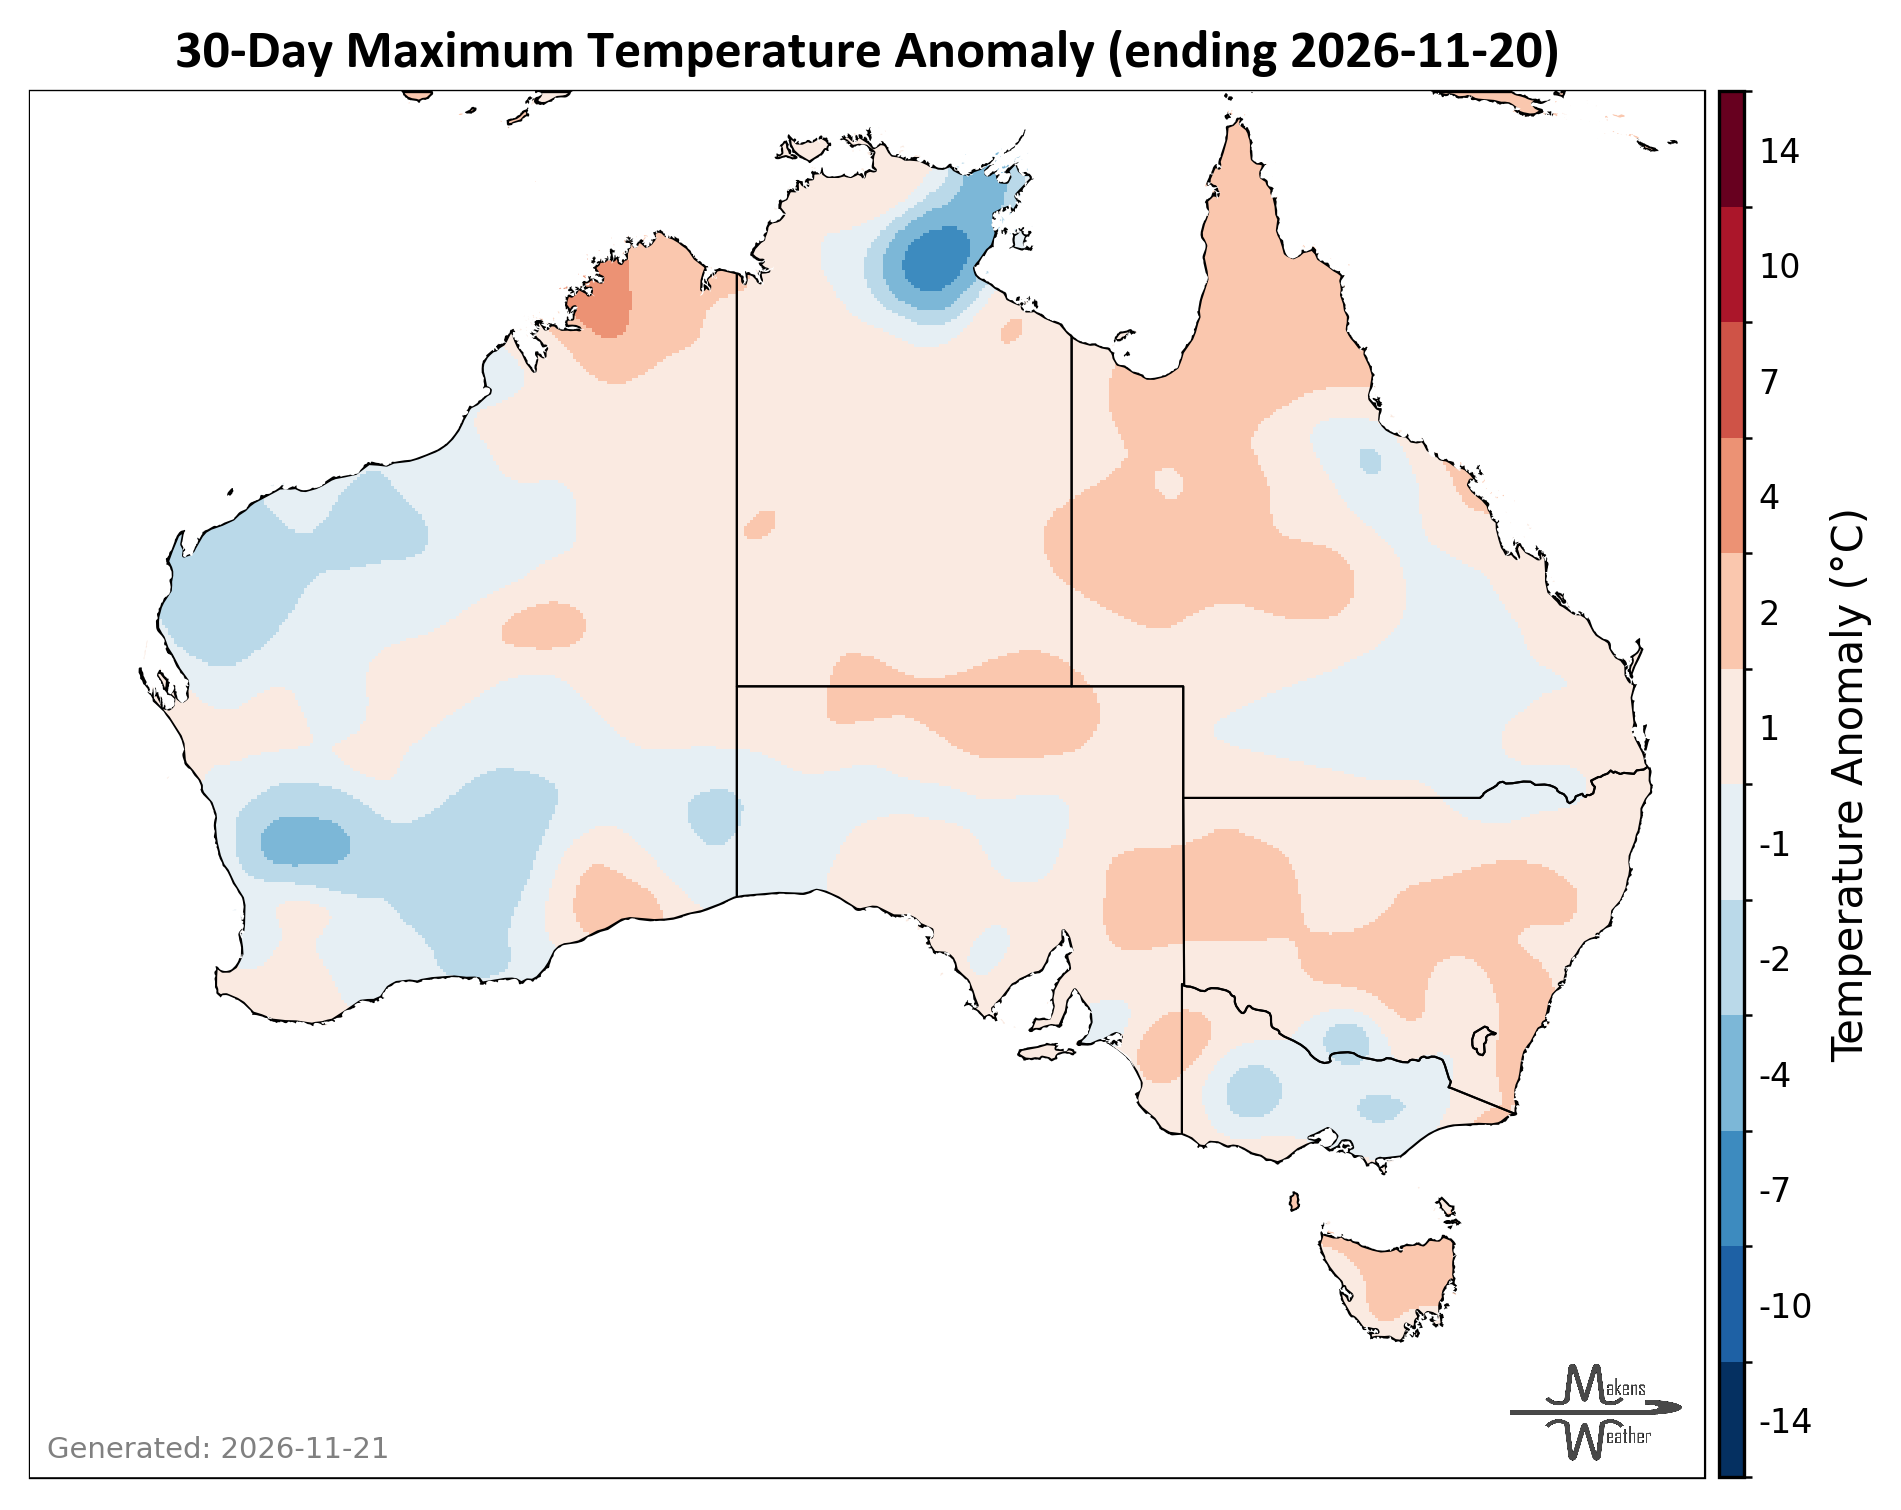 30-Day Maximum Temperature Anomaly (ending 2026-11-20)
14
10
7
4
2
1
-1
-2
-4
-7
-10
-14
Temperature Anomaly (°C)
Makens
Weather
Generated: 2026-11-21